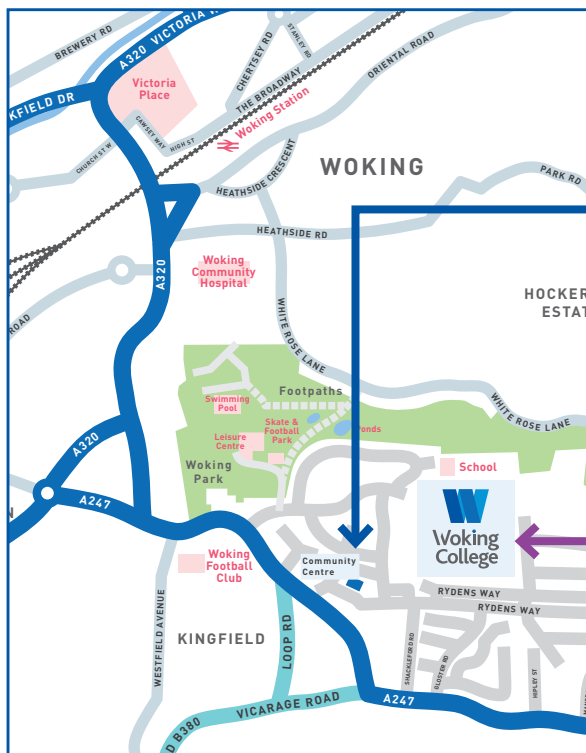 BREWERY RD
A320 VICTORIA
KFIELD DR
Victoria
Place
CHERTSEY RD
STANLEY RD
THE BROADWAY
ORIENTAL ROAD
Woking Station
CAWSEY WAY
HIGH ST
CHURCH ST W
HEATHSIDE CRESCENT
WOKING
PARK RD
HEATHSIDE RD
A320
Woking
Community
Hospital
ROAD
HOCKER
ESTAT
WHITE ROSE LANE
WHITE ROSE LANE
Footpaths
Swimming
Pool
Skate &
Football
Park
Ponds
Leisure
Centre
Woking
Park
School
A320
A247
N
Woking
College
Woking
Football
Club
Community
Centre
RYDENS WAY
RYDENS WAY
WESTFIELD AVENUE
KINGFIELD
LOOP RD
SHACKLEFORD RD
GLOSTER RD
HIPLEY ST
VICARAGE ROAD
A247
D B380